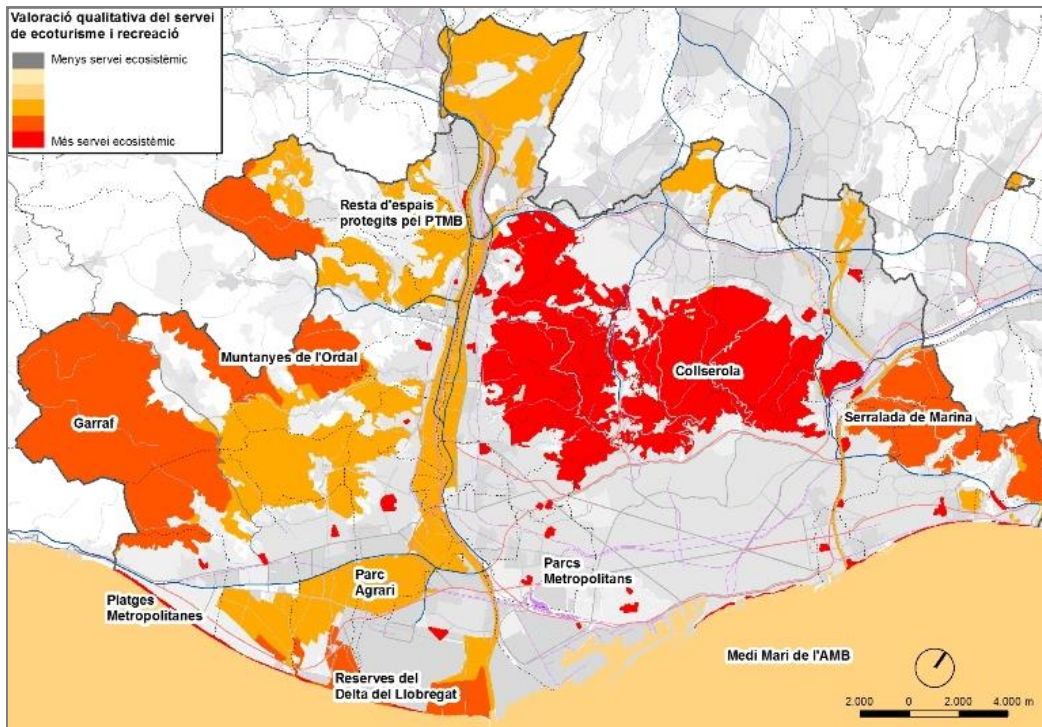 Valoració qualitativa del servei
de ecoturisme i recreació
Menys servei ecosistèmic
Més servei ecosistèmic
Resta d'espais
protegits pel PTMB
Muntanyes de l'Ordal
Garraf
Collserola
Serralada de Marina
Parc
Agrari
Parcs
Metropolitans
Platges
Metropolitanes
Reserves del
Delta del Llobregat
Medi Mari de l'AMB
2.000 0 2.000 4.000 m